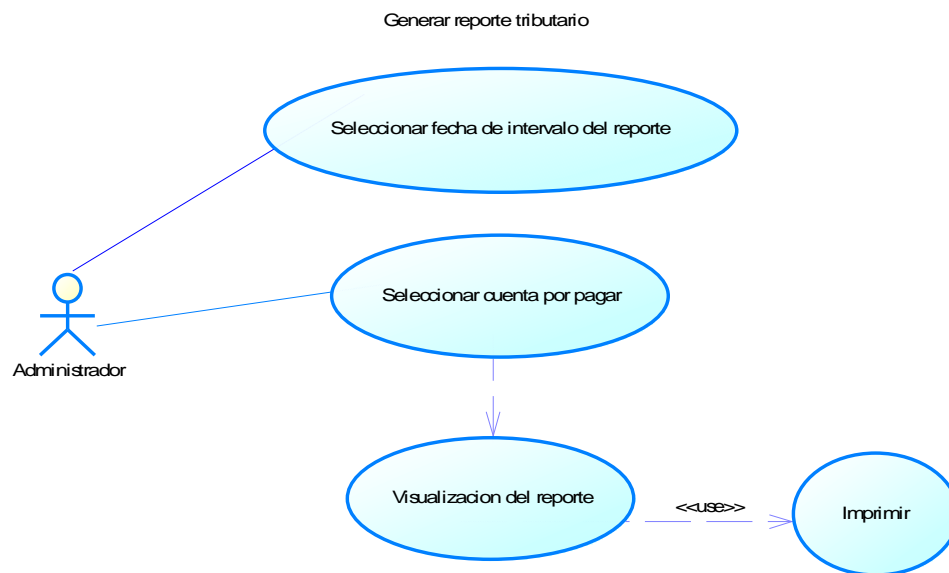 Generar reporte tributario
Seleccionar fecha de intervalo del reporte
Seleccionar cuenta por pagar
Administrador
Visualizacion del reporte
<<use>>
Imprimir